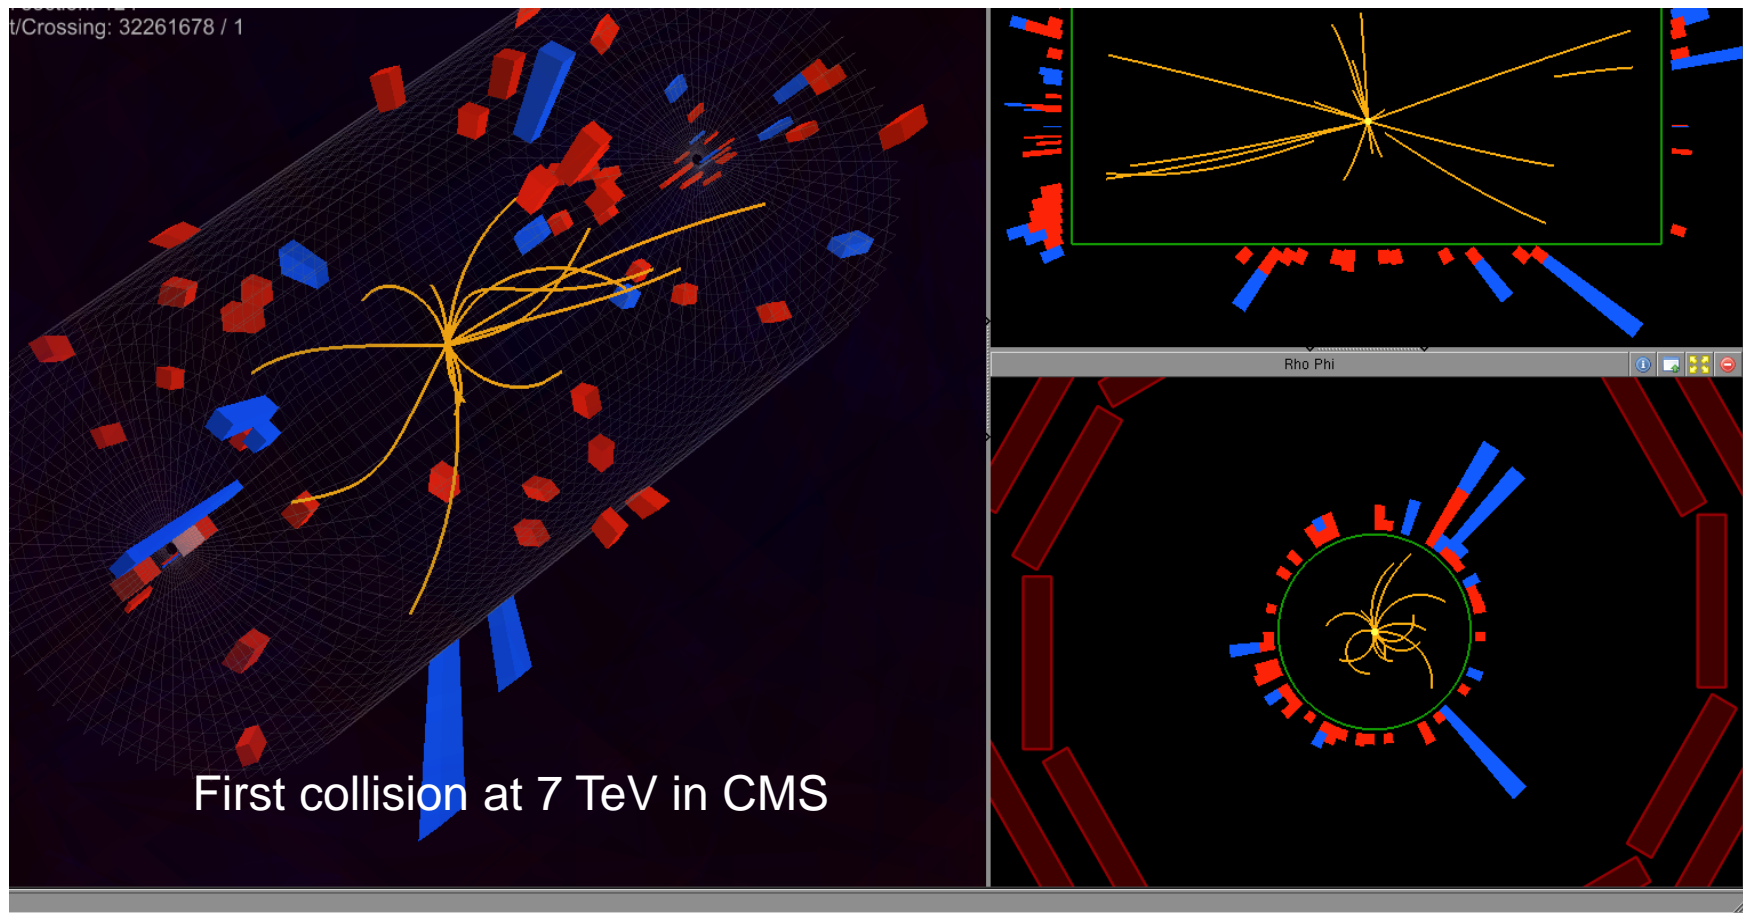 t/Crossing: 32261678 / 1
Rho Phi
First collision at 7 TeV in CMS